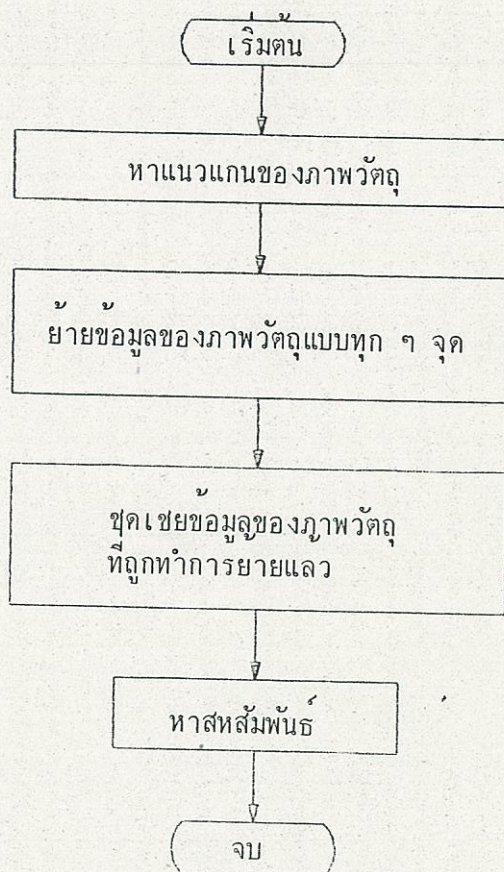 เริ่มต้น
หาแนวแกนของภาพวัตถุ
ย้ายข้อมูลของภาพวัตถุแบบทุก ๆ จุด
ชดเชยข้อมูลของภาพวัตถุ
ที่ถูกทำการย้ายแล้ว
หาสหสัมพันธ์
จบ